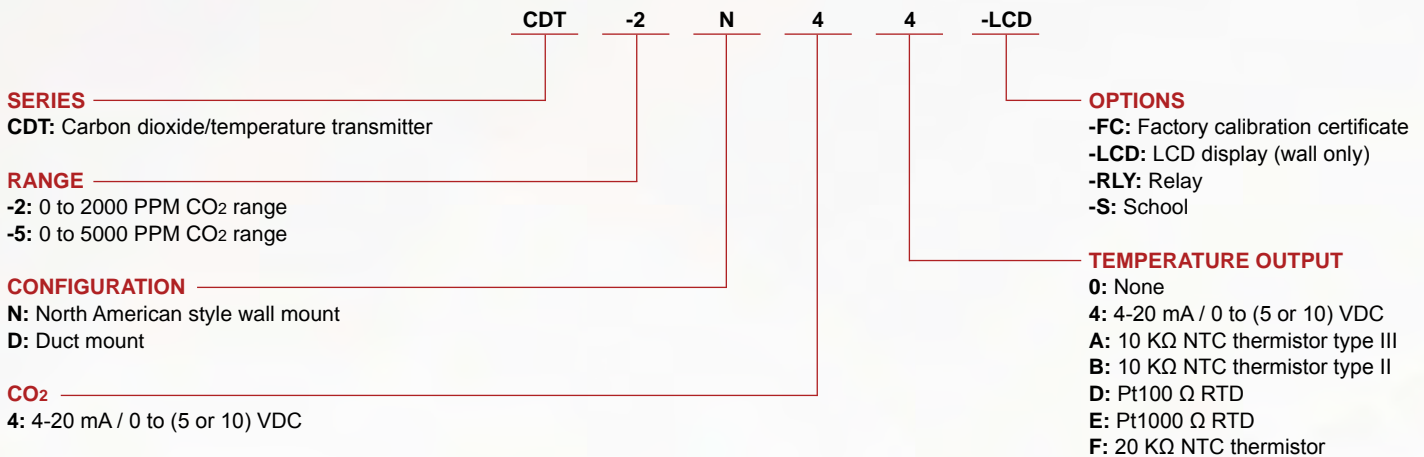 CDT -2 N 4 4 -LCD
SERIES
CDT: Carbon dioxide/temperature transmitter
RANGE
-2: 0 to 2000 PPM CO2 range
-5: 0 to 5000 PPM CO2 range
CONFIGURATION
N: North American style wall mount
D: Duct mount
CO2
4: 4-20 mA / 0 to (5 or 10) VDC
OPTIONS
-FC: Factory calibration certificate
-LCD: LCD display (wall only)
-RLY: Relay
-S: School
TEMPERATURE OUTPUT
0: None
4: 4-20 mA / 0 to (5 or 10) VDC
A: 10 KΩ NTC thermistor type III
B: 10 KΩ NTC thermistor type II
D: Pt100 Ω RTD
E: Pt1000 Ω RTD
F: 20 KΩ NTC thermistor